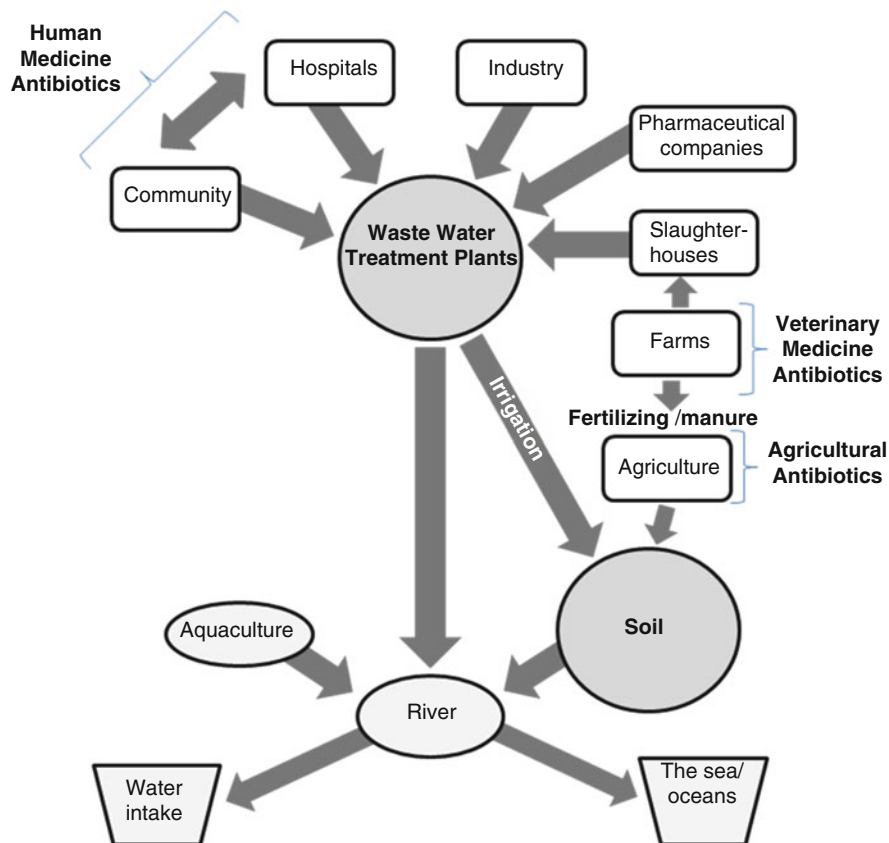 Human
Medicine
Antibiotics
Hospitals
Industry
Pharmaceutical
companies
Community
Waste Water
Treatment Plants
Slaughter-
houses
Farms
Veterinary
Medicine
Antibiotics
Irrigation
Fertilizing /manure
Agriculture
Agricultural
Antibiotics
Soil
Aquaculture
River
Water
intake
The sea/
oceans